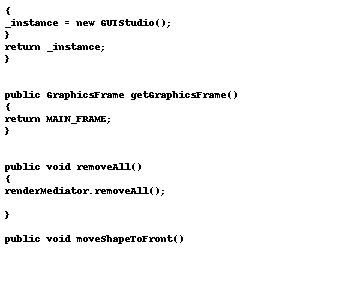 {
_instance = new GUIStudio();
}
return _instance;
}
public GraphicsFrame getGraphicsFrame()
{
return MAIN_FRAME;
}
public void removeAll()
{
renderMediator.removeAll();
}
public void moveShapeToFront()